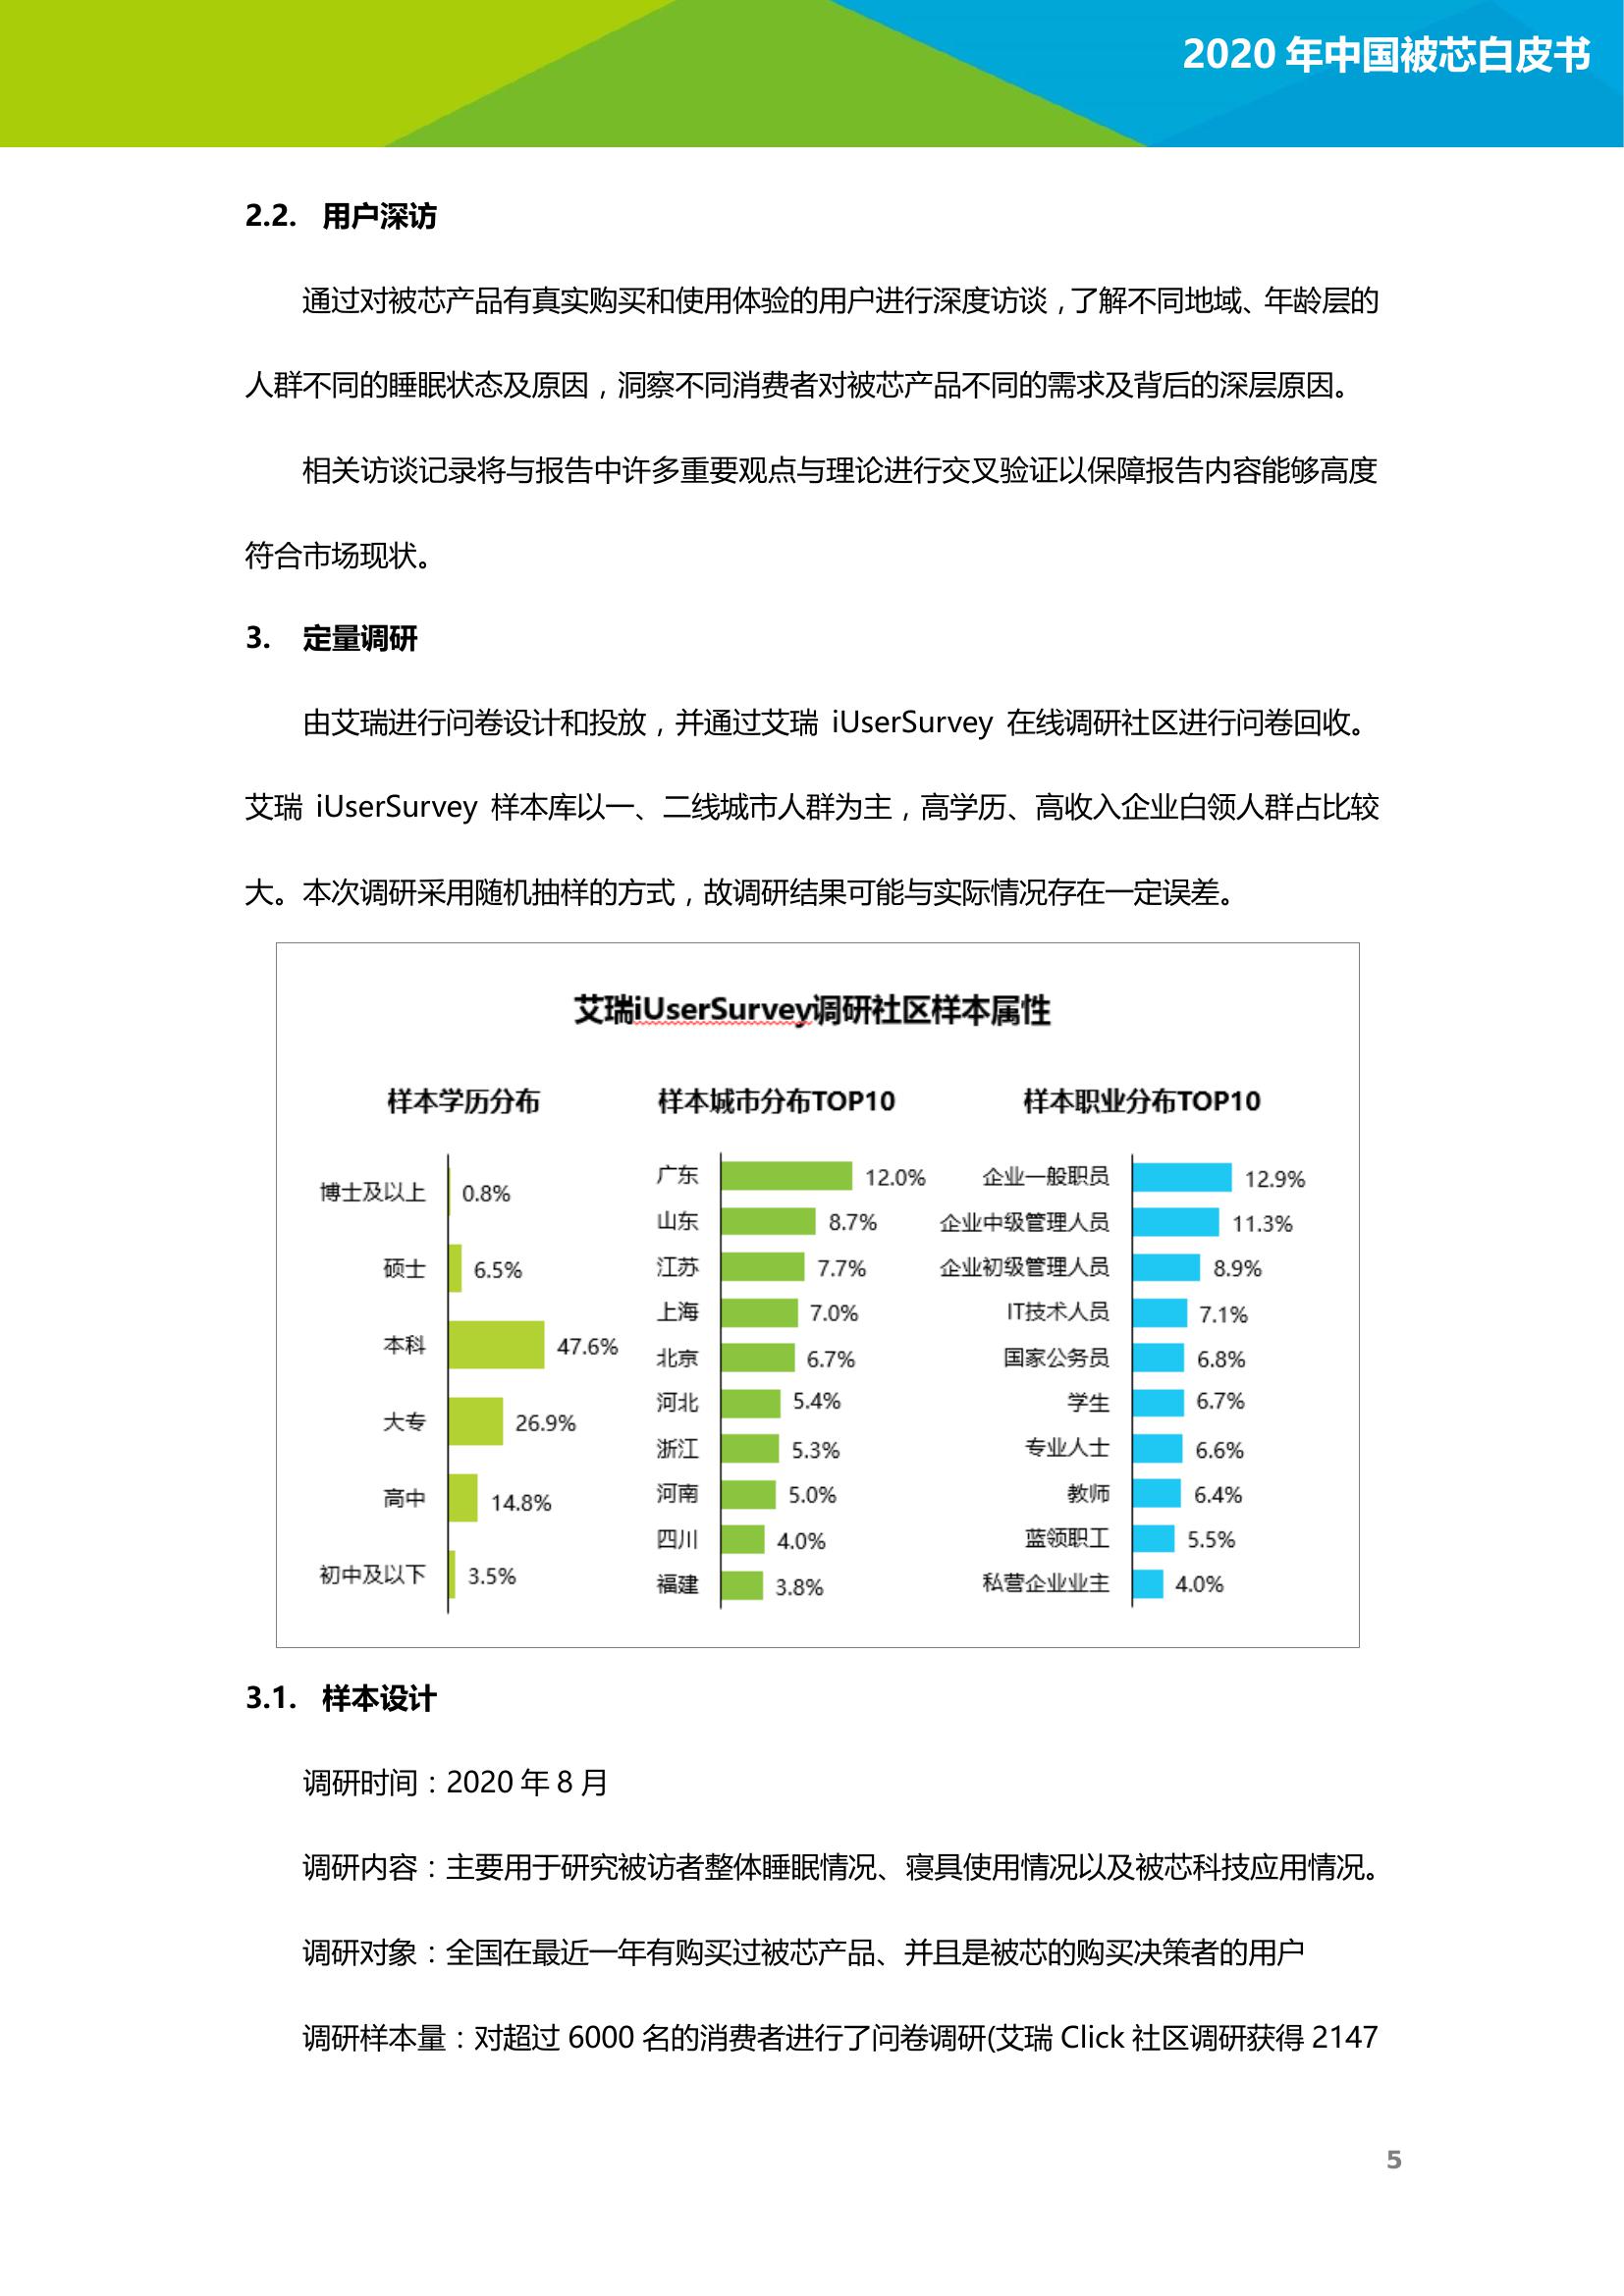 2020 年中国被芯白皮书
2.2. 用户深访
通过对被芯产品有真实购买和使用体验的用户进行深度访谈，了解不同地域、年龄层的
人群不同的睡眠状态及原因，洞察不同消费者对被芯产品不同的需求及背后的深层原因。
相关访谈记录将与报告中许多重要观点与理论进行交叉验证以保障报告内容能够高度
符合市场现状。
3. 定量调研
由艾瑞进行问卷设计和投放，并通过艾瑞 iUserSurvey 在线调研社区进行问卷回收。
艾瑞 iUserSurvey 样本库以一、二线城市人群为主，高学历、高收入企业白领人群占比较
大。本次调研采用随机抽样的方式，故调研结果可能与实际情况存在一定误差。
艾瑞iUserSurvey调研社区样本属性
样本学历分布
博士及以上 0.8%
硕士 6.5%
本科 47.6%
大专 26.9%
高中 14.8%
初中及以下 3.5%
样本城市分布TOP10
广东 12.0%
山东 8.7%
江苏 7.7%
上海 7.0%
北京 6.7%
河北 5.4%
浙江 5.3%
河南 5.0%
四川 4.0%
福建 3.8%
样本职业分布TOP10
企业一般职员 12.9%
企业中级管理人员 11.3%
企业初级管理人员 8.9%
IT技术人员 7.1%
国家公务员 6.8%
学生 6.7%
专业人士 6.6%
教师 6.4%
蓝领职工 5.5%
私营企业业主 4.0%
3.1. 样本设计
调研时间：2020 年 8 月
调研内容：主要用于研究被访者整体睡眠情况、寝具使用情况以及被芯科技应用情况。
调研对象：全国在最近一年有购买过被芯产品、并且是被芯的购买决策者的用户
调研样本量：对超过 6000 名的消费者进行了问卷调研(艾瑞 Click 社区调研获得 2147
5